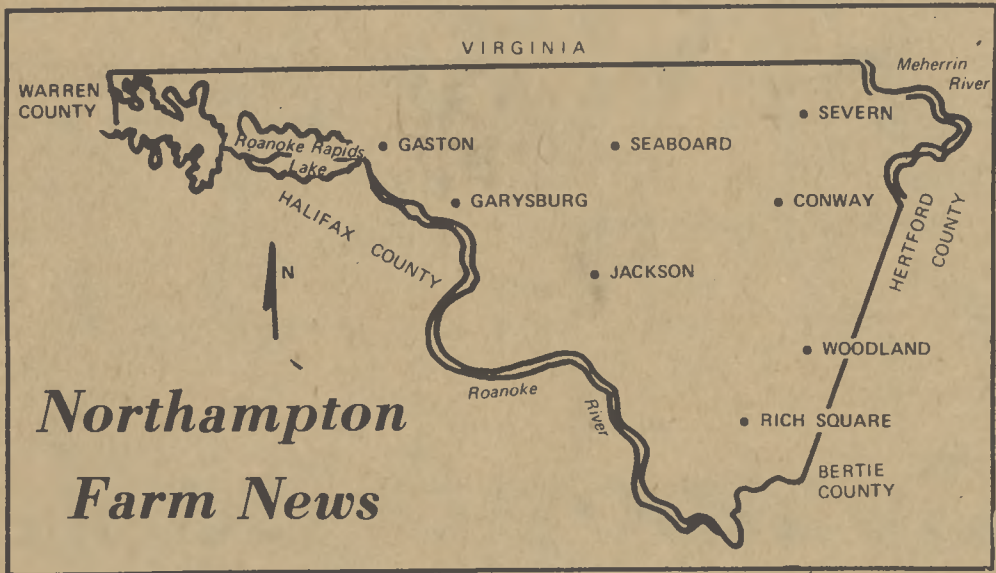 VIRGINIA
Meherrin
River
WARREN
COUNTY
SEVERN
Roanoke Rapids
Lake
GASTON
SEABOARD
GARYSBURG
CONWAY
HALIFAX COUNTY
HERTFORD
COUNTY
N
JACKSON
WOODLAND
Roanoke
River
RICH SQUARE
BERTIE
COUNTY
Northampton
Farm News